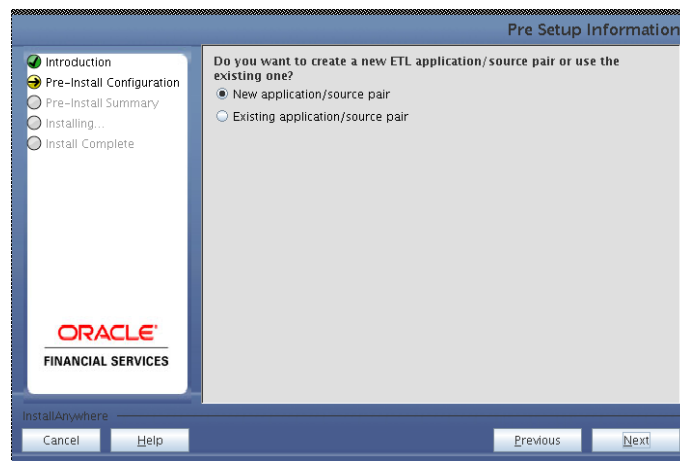 Pre Setup Information
Introduction
Pre-Install Configuration
Pre-Install Summary
Installing...
Install Complete
Do you want to create a new ETL application/source pair or use the
existing one?
New application/source pair
Existing application/source pair
ORACLE'
FINANCIAL SERVICES
InstallAnywhere
Cancel
Help
Previous
Next